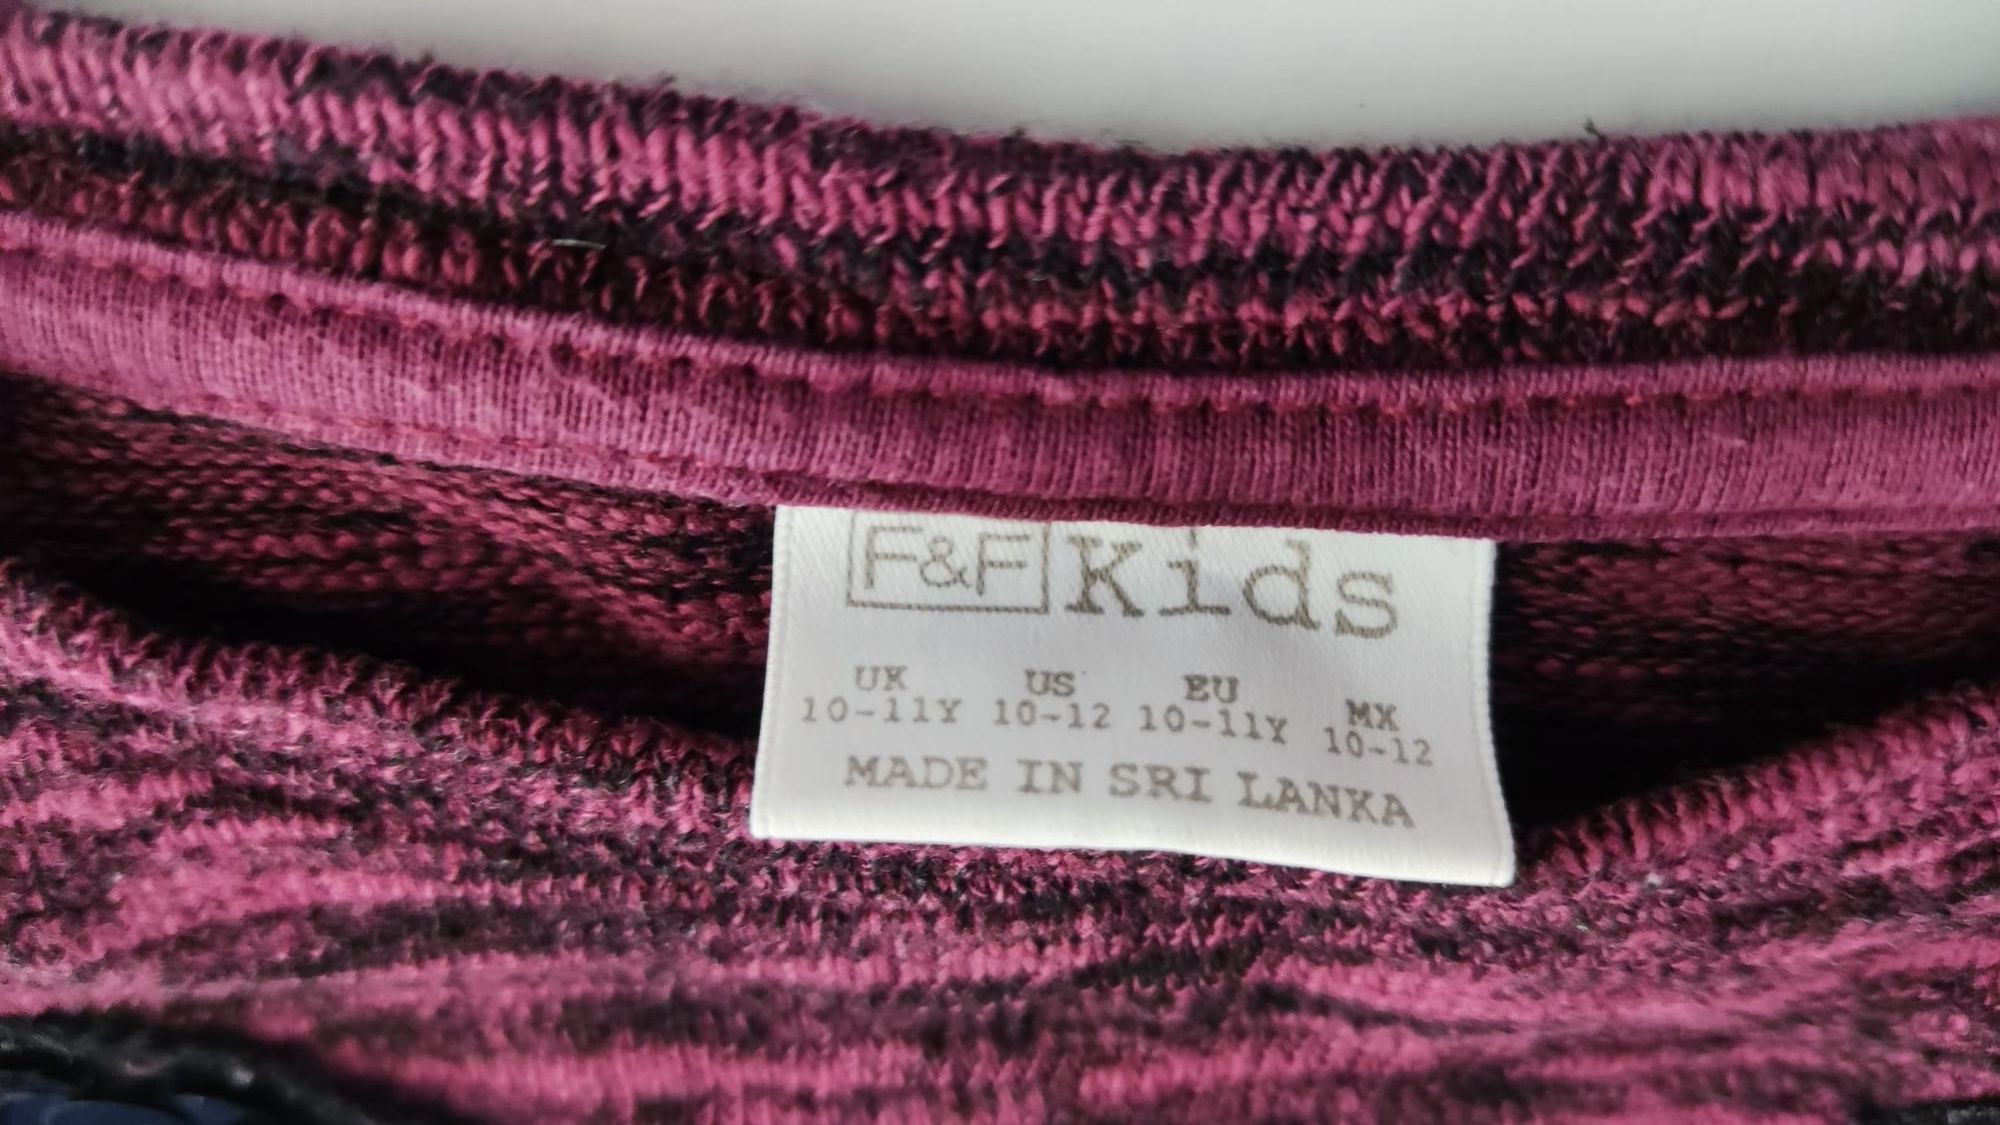 F&F Kids
UK US EU MX
10-11Y 10-12 10-11Y 10-12
MADE IN SRI LANKA